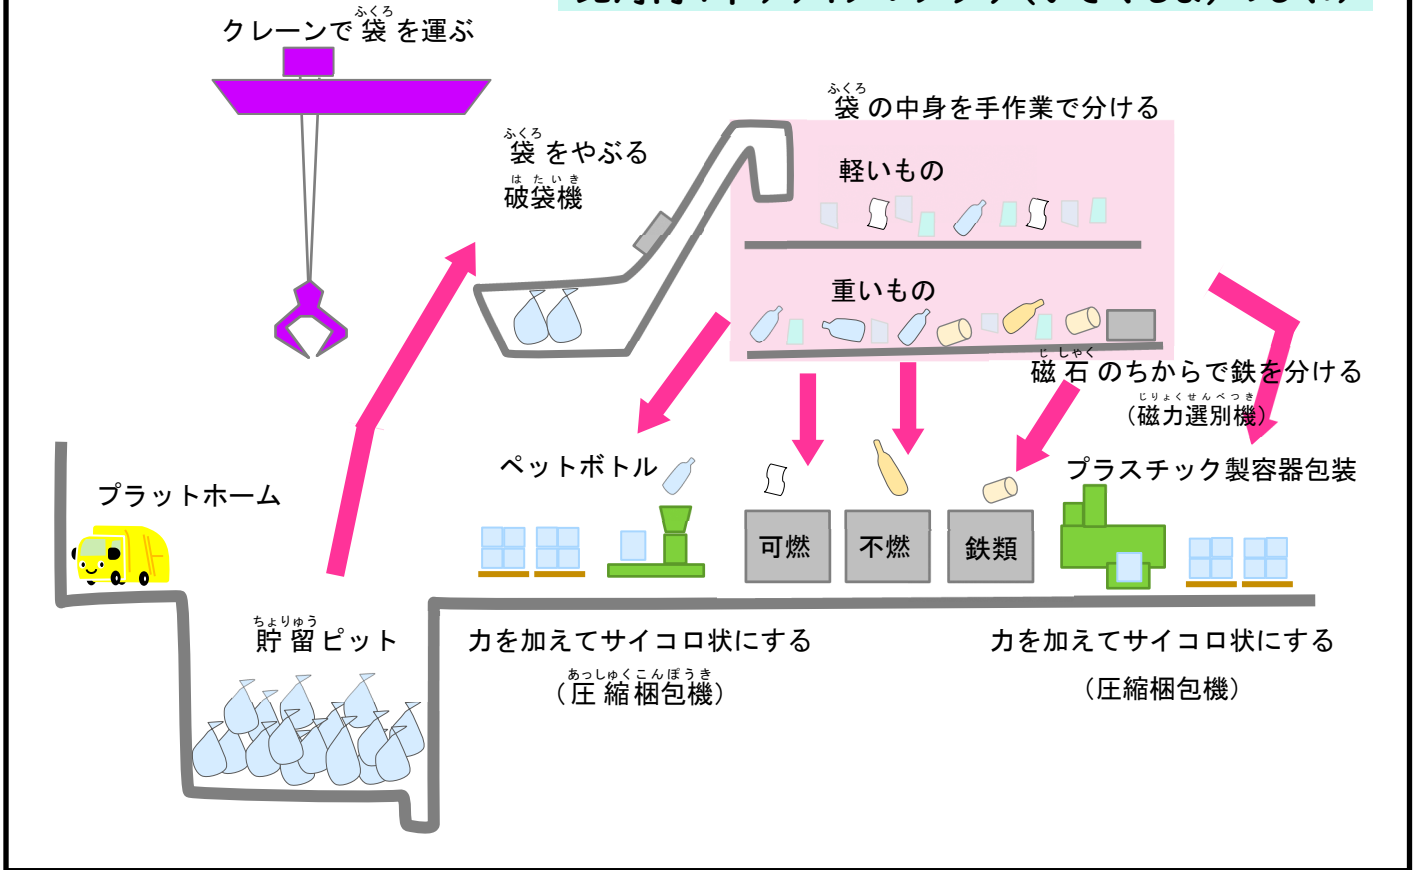 クレーンで袋を運ぶ
ふくろ
袋の中身を手作業で分ける
ふくろ
袋をやぶる
ふくろ
破袋機
はたいき
軽いもの
重いもの
磁石のちからで鉄を分ける
じしゃく
（磁力選別機）
じりょくせんべつき
ペットボトル
プラスチック製容器包装
プラットホーム
可燃
不燃
鉄類
貯留ピット
ちょりゅう
力を加えてサイコロ状にする
（圧縮梱包機）
あっしゅくこんぽうき
力を加えてサイコロ状にする
（圧縮梱包機）